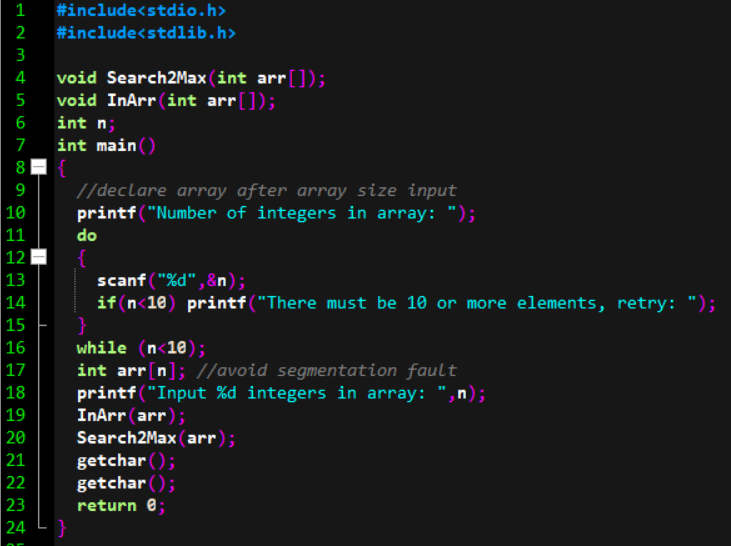 1 #include<stdio.h>
2 #include<stdlib.h>
3
4 void Search2Max(int arr[]);
5 void InArr(int arr[]);
6 int n;
7 int main()
8 {
9 //declare array after array size input
10 printf("Number of integers in array: ");
11 do
12 {
13 scanf("%d",&n);
14 if(n<10) printf("There must be 10 or more elements, retry: ");
15 }
16 while (n<10);
17 int arr[n]; //avoid segmentation fault
18 printf("Input %d integers in array: ",n);
19 InArr(arr);
20 Search2Max(arr);
21 getchar();
22 getchar();
23 return 0;
24 }